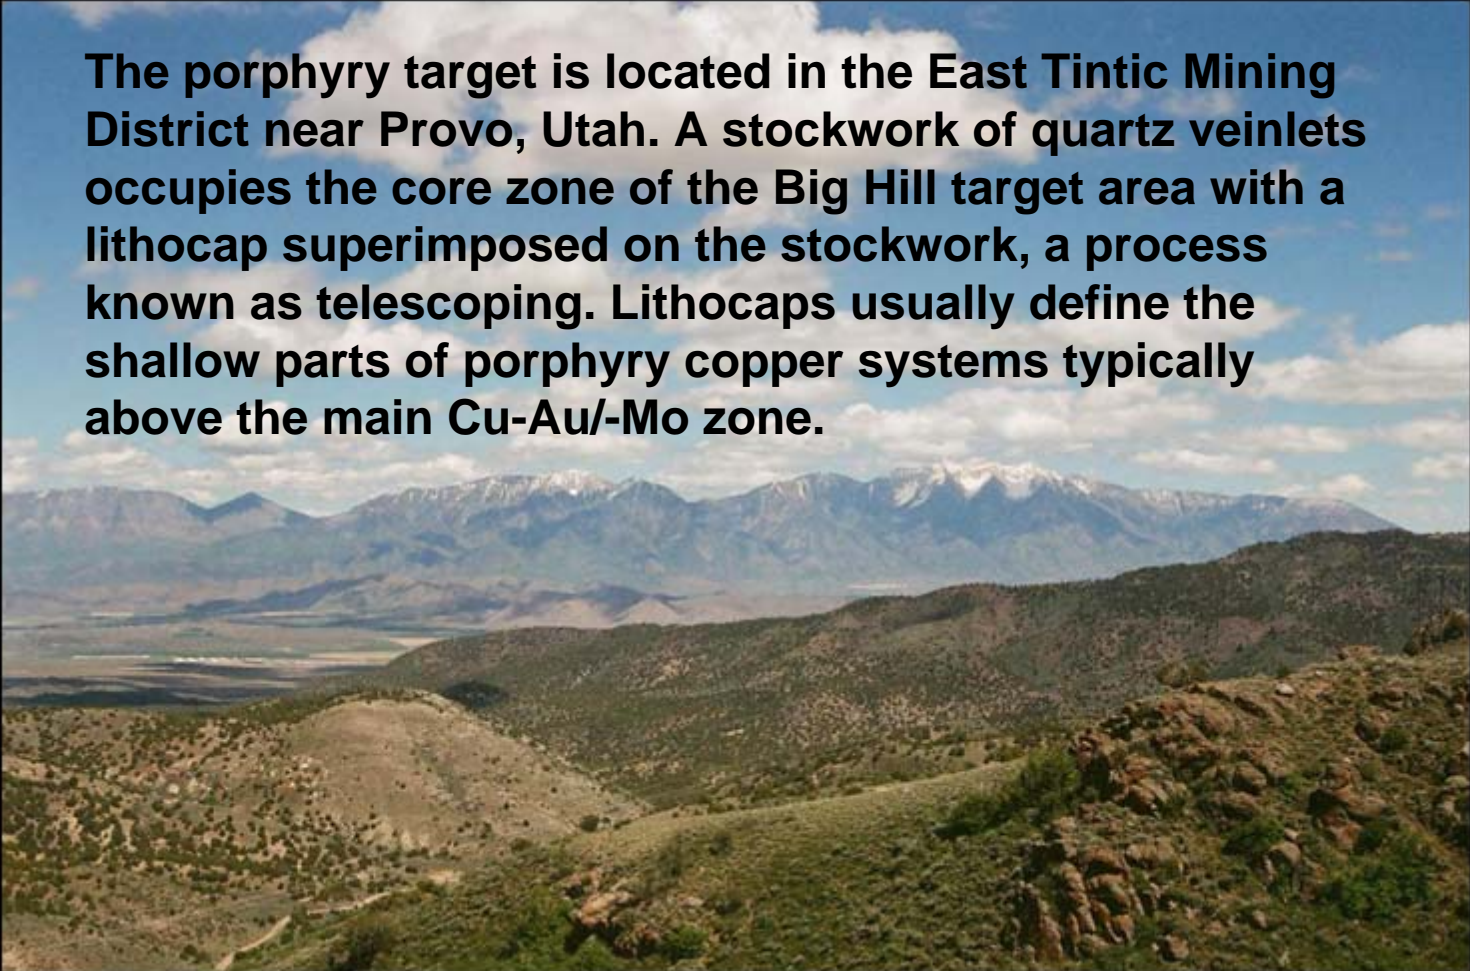 The porphyry target is located in the East Tintic Mining
District near Provo, Utah. A stockwork of quartz veinlets
occupies the core zone of the Big Hill target area with a
lithocap superimposed on the stockwork, a process
known as telescoping. Lithocaps usually define the
shallow parts of porphyry copper systems typically
above the main Cu-Au/-Mo zone.